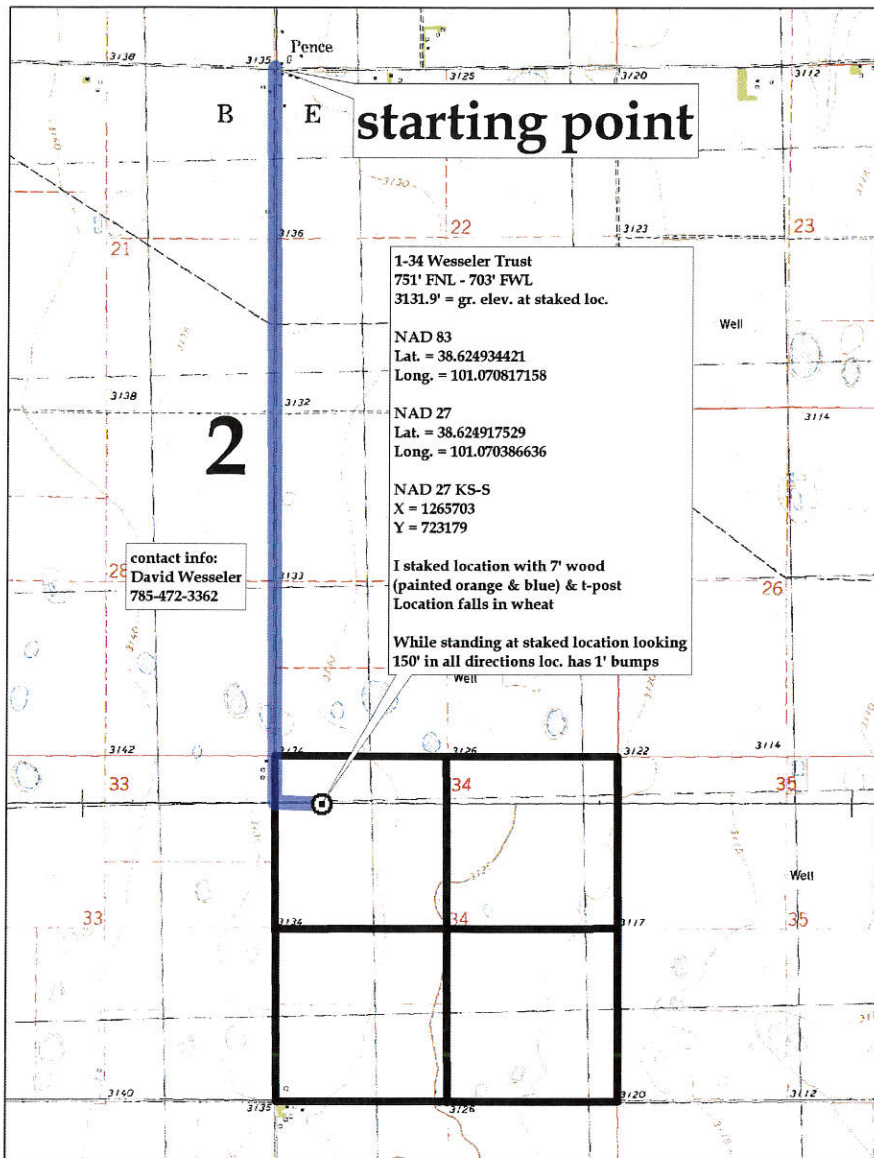 Pence
3138
3135
3125
3120
3112
B E
starting point
3130
22
23
21
3136
3123
1-34 Wesseler Trust
751' FNL - 703' FWL
3131.9' = gr. elev. at staked loc.
NAD 83
Lat. = 38.624934421
Long. = 101.070817158
NAD 27
Lat. = 38.624917529
Long. = 101.070386636
NAD 27 KS-S
X = 1265703
Y = 723179
I staked location with 7' wood
(painted orange & blue) & t-post
Location falls in wheat
While standing at staked location looking
150' in all directions loc. has 1' bumps
Well
3138
3132
3114
2
contact info:
David Wesseler
785-472-3362
28
3133
26
3140
Well
3142
3134
3126
3122
3114
33
34
35
Well
33
3134
34
3117
35
3140
3135
3126
3120
3112